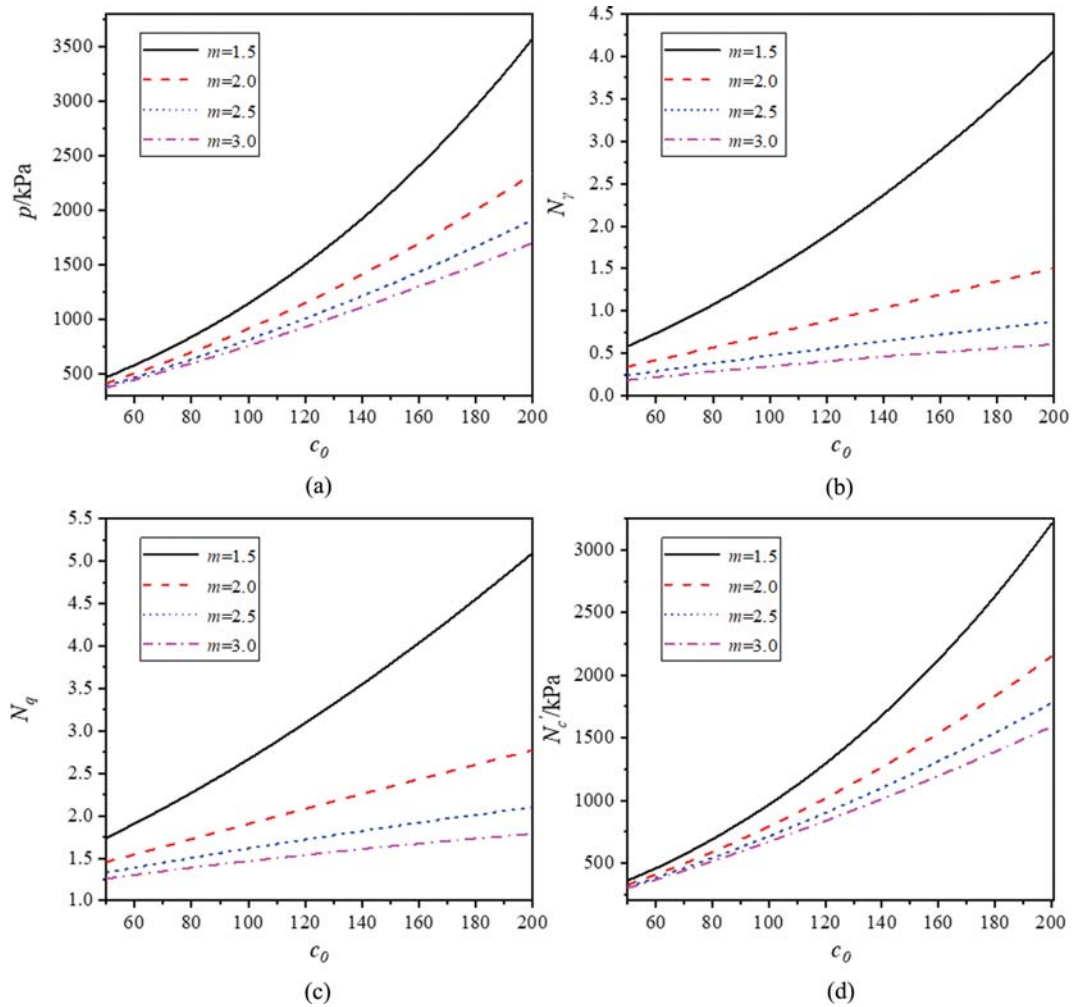 p/kPa
3500
3000
2500
2000
1500
1000
500
m=1.5
m=2.0
m=2.5
m=3.0
60 80 100 120 140 160 180 200
c0
(a)
Nγ
4.5
4.0
3.5
3.0
2.5
2.0
1.5
1.0
0.5
0.0
m=1.5
m=2.0
m=2.5
m=3.0
60 80 100 120 140 160 180 200
c0
(b)
Nq
5.5
5.0
4.5
4.0
3.5
3.0
2.5
2.0
1.5
1.0
m=1.5
m=2.0
m=2.5
m=3.0
60 80 100 120 140 160 180 200
c0
(c)
Nc'/kPa
3000
2500
2000
1500
1000
500
m=1.5
m=2.0
m=2.5
m=3.0
60 80 100 120 140 160 180 200
c0
(d)